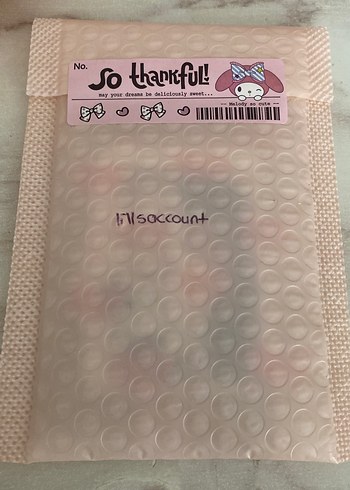 No. So thankful!
may your dreams be deliciously sweet...
Melody so cute
lillsaccount